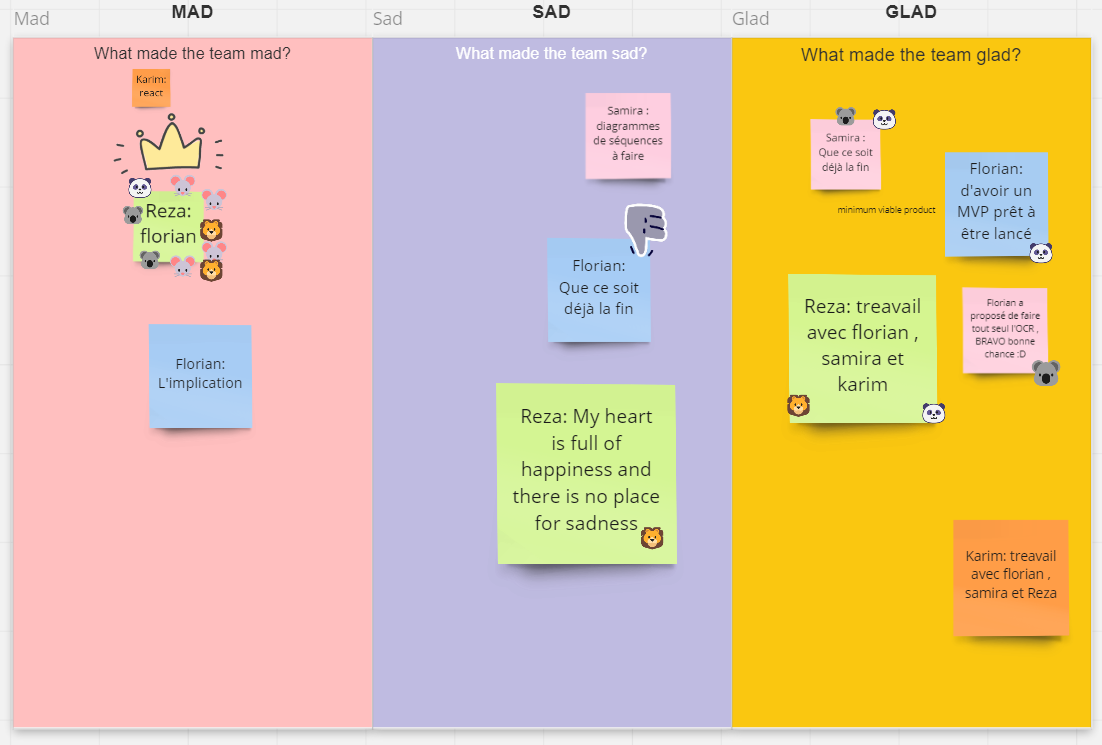 Mad
MAD
Sad
SAD
Glad
GLAD
What made the team mad?
Karim:
react
Reza:
florian
Florian:
L'implication
What made the team sad?
Samira :
diagrammes
de séquences
à faire
Florian:
Que ce soit
déjà la fin
Reza: My heart
is full of
happiness and
there is no place
for sadness
What made the team glad?
Samira :
Que ce soit
déjà la fin
Florian:
d'avoir un
MVP prêt à
être lancé
minimum viable product
Reza: treavail
avec florian ,
samira et
karim
Florian a
proposé de faire
tout seul l'OCR ,
BRAVO bonne
chance :D
Karim: treavail
avec florian ,
samira et Reza